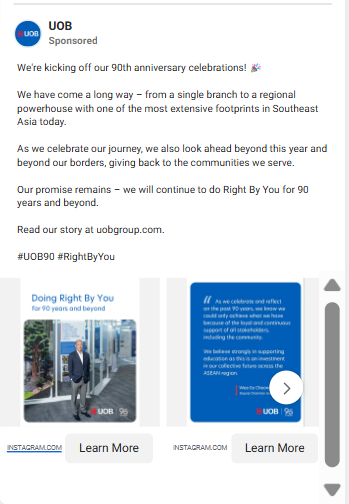 UOB
UOB
Sponsored
We're kicking off our 90th anniversary celebrations! 🎉
We have come a long way – from a single branch to a regional
powerhouse with one of the most extensive footprints in Southeast
Asia today.
As we celebrate our journey, we also look ahead beyond this year and
beyond our borders, giving back to the communities we serve.
Our promise remains – we will continue to do Right By You for 90
years and beyond.
Read our story at uobgroup.com.
#UOB90 #RightByYou
Doing Right By You
for 90 years and beyond
UOB
90
As we celebrate and reflect
on the past 90 years, we know we
could only achieve what we have
because of the loyal and continuous
support of all stakeholders,
including the community.
We believe strongly in supporting
education as this is an investment
in our collective future across the
ASEAN region.
Wee Ee Cheong
UOB
90
INSTAGRAM.COM
Learn More
INSTAGRAM.COM
Learn More